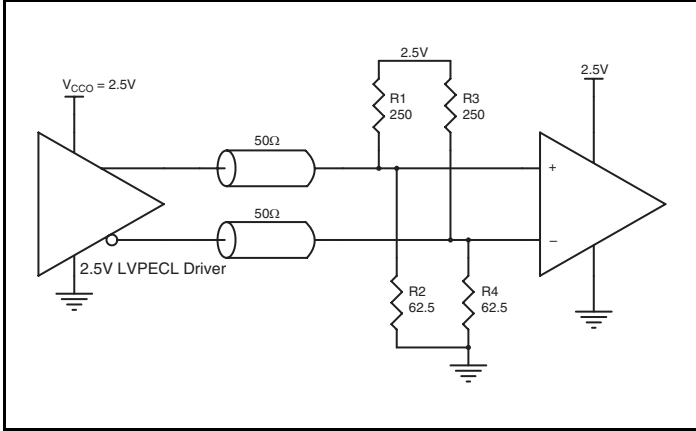 2.5V
V_CCO = 2.5V
2.5V
R1
250
R3
250
50Ω
+
50Ω
–
2.5V LVPECL Driver
R2
62.5
R4
62.5